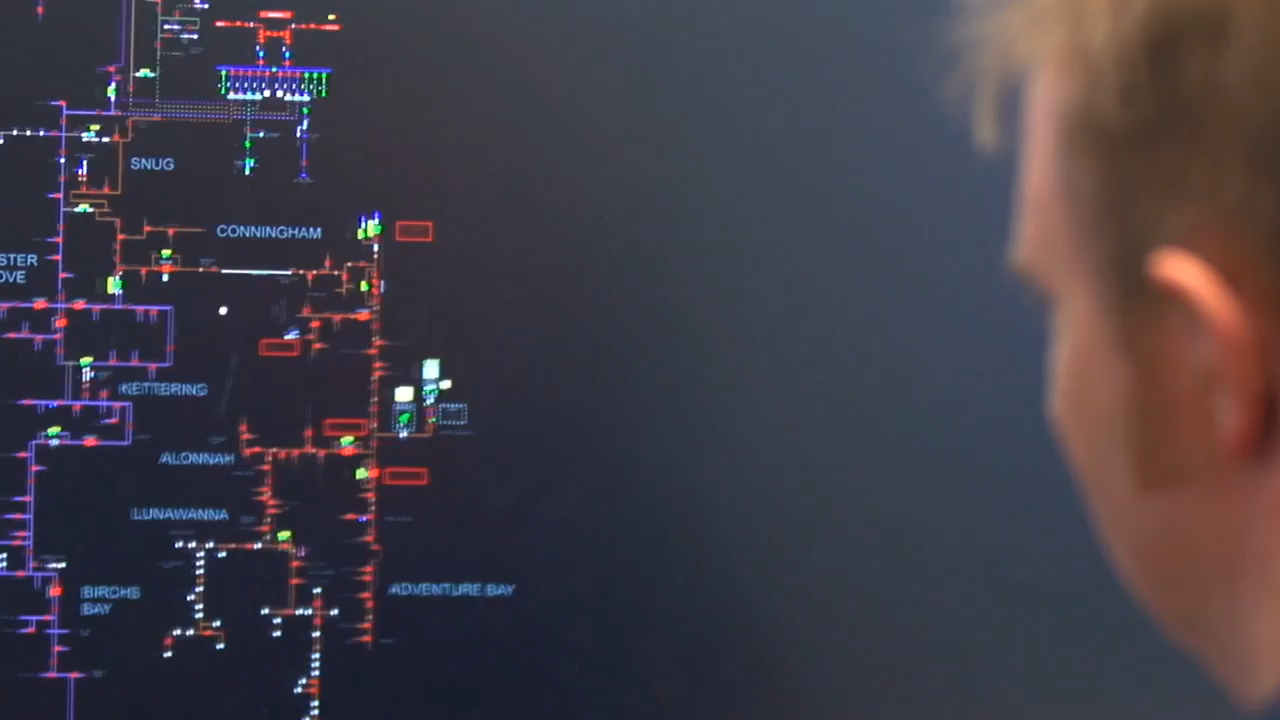 SNUG
CONNINGHAM
STER
OVE
KETTERING
ALONNAH
LUNAWANNA
BIRCHS
BAY
ADVENTURE BAY